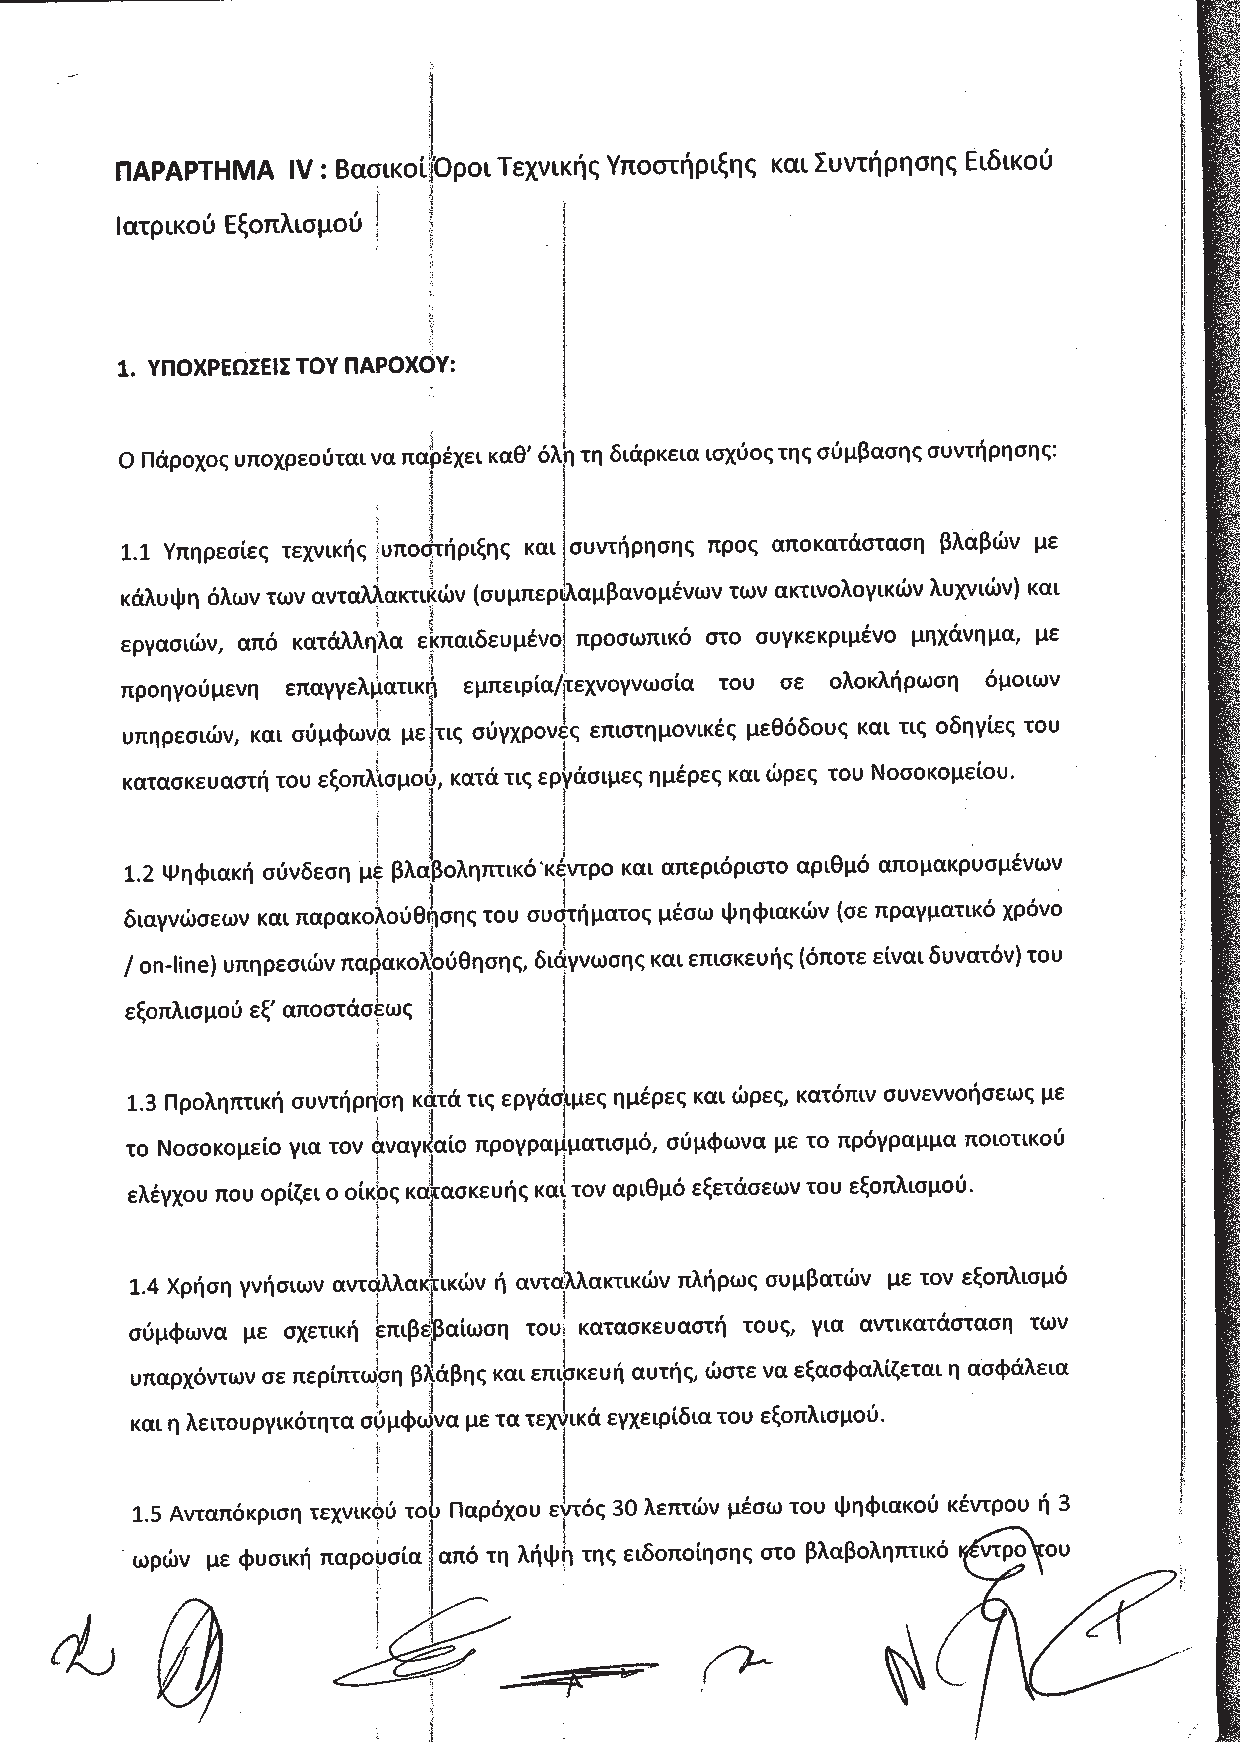 ΠΑΡΑΡΤΗΜΑ IV : Βασικοί Όροι Τεχνικής Υποστήριξης και Συντήρησης Ειδικού
Ιατρικού Εξοπλισμού
1. ΥΠΟΧΡΕΩΣΕΙΣ ΤΟΥ ΠΑΡΟΧΟΥ:
Ο Πάροχος υποχρεούται να παρέχει καθ’ όλη τη διάρκεια ισχύος της σύμβασης συντήρησης:
1.1 Υπηρεσίες τεχνικής υποστήριξης και συντήρησης προς αποκατάσταση βλαβών με
κάλυψη όλων των ανταλλακτικών (συμπεριλαμβανομένων των ακτινολογικών λυχνιών) και
εργασιών, από κατάλληλα εκπαιδευμένο προσωπικό στο συγκεκριμένο μηχάνημα, με
προηγούμενη επαγγελματική εμπειρία/τεχνογνωσία του σε ολοκλήρωση όμοιων
υπηρεσιών, και σύμφωνα με τις σύγχρονές επιστημονικές μεθόδους και τις οδηγίες του
κατασκευαστή του εξοπλισμού, κατά τις εργάσιμες ημέρες και ώρες του Νοσοκομείου.
1.2 Ψηφιακή σύνδεση με βλαβοληπτικό κέντρο και απεριόριστο αριθμό απομακρυσμένων
διαγνώσεων και παρακολούθησης του συστήματος μέσω ψηφιακών (σε πραγματικό χρόνο
/ on-line) υπηρεσιών παρακολούθησης, διάγνωσης και επισκευής (όποτε είναι δυνατόν) του
εξοπλισμού εξ’ αποστάσεως
1.3 Προληπτική συντήρηση κατά τις εργάσιμες ημέρες και ώρες, κατόπιν συνεννοήσεως με
το Νοσοκομείο για τον αναγκαίο προγραμματισμό, σύμφωνα με το πρόγραμμα ποιοτικού
ελέγχου που ορίζει ο οίκος κατασκευής και τον αριθμό εξετάσεων του εξοπλισμού.
1.4 Χρήση γνήσιων ανταλλακτικών ή ανταλλακτικών πλήρως συμβατών με τον εξοπλισμό
σύμφωνα με σχετική επιβεβαίωση του κατασκευαστή τους, για αντικατάσταση των
υπαρχόντων σε περίπτωση βλάβης και επισκευή αυτής, ώστε να εξασφαλίζεται η ασφάλεια
και η λειτουργικότητα σύμφωνα με τα τεχνικά εγχειρίδια του εξοπλισμού.
1.5 Ανταπόκριση τεχνικού του Παρόχου εντός 30 λεπτών μέσω του ψηφιακού κέντρου ή 3
ωρών με φυσική παρουσία από τη λήψη της ειδοποίησης στο βλαβοληπτικό κέντρο του